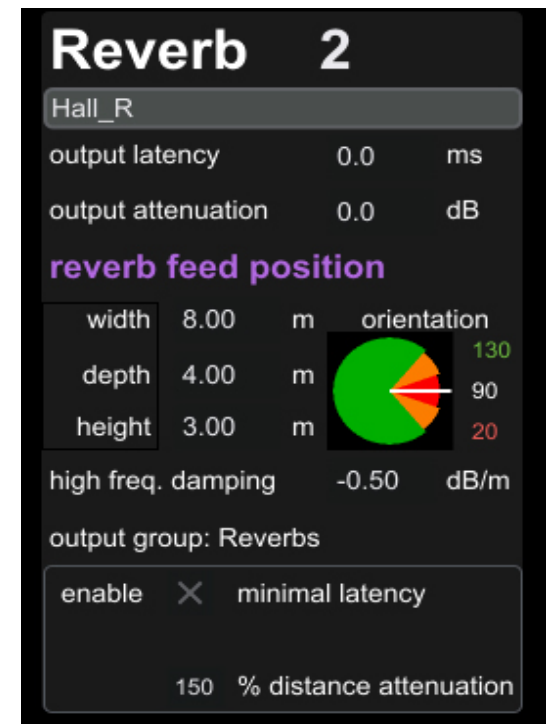 Reverb 2
Hall_R
output latency 0.0 ms
output attenuation 0.0 dB
reverb feed position
width 8.00 m orientation
130
depth 4.00 m 90
height 3.00 m 20
high freq. damping -0.50 dB/m
output group: Reverbs
enable minimal latency
150 % distance attenuation